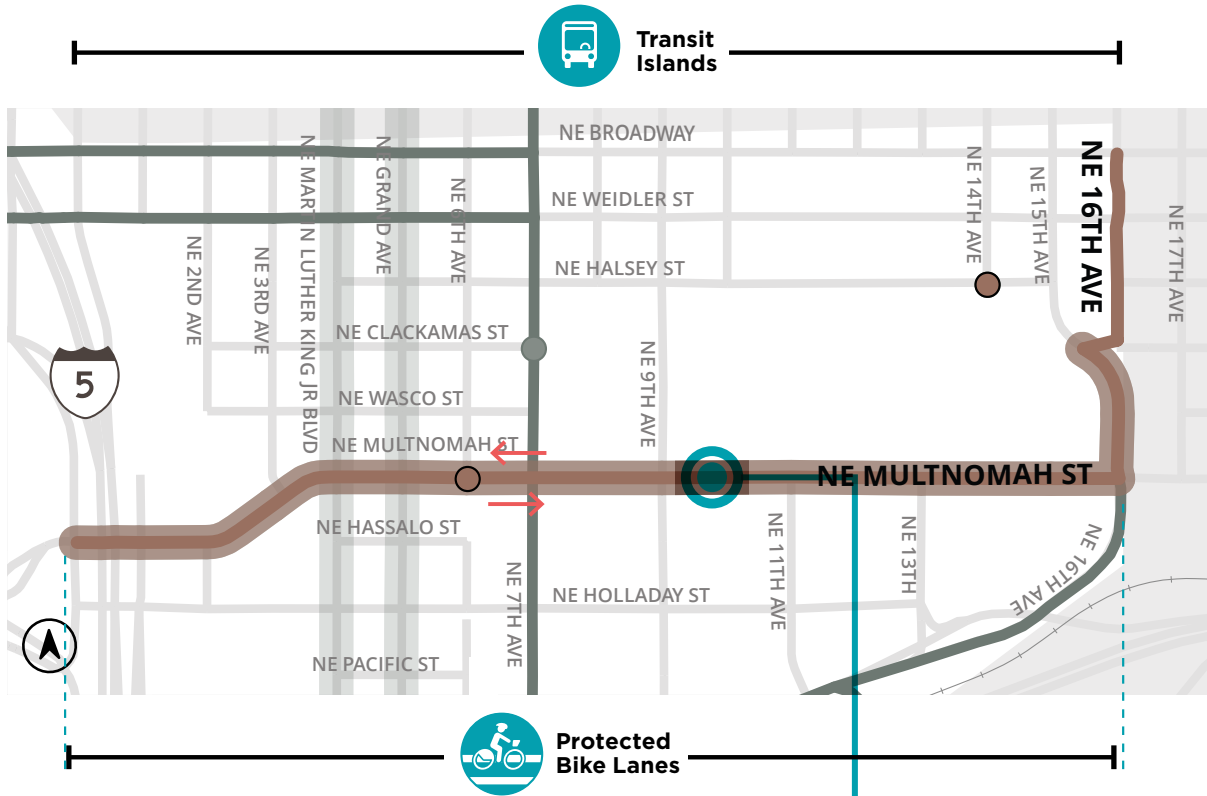 Transit
Islands
NE BROADWAY
NE WEIDLER ST
NE HALSEY ST
NE CLACKAMAS ST
NE WASCO ST
NE MULTNOMAH ST
NE MULTNOMAH ST
NE HASSALO ST
NE HOLLADAY ST
NE PACIFIC ST
NE 2ND AVE
NE 3RD AVE
NE MARTIN LUTHER KING JR BLVD
NE GRAND AVE
NE 6TH AVE
NE 7TH AVE
NE 9TH AVE
NE 11TH AVE
NE 13TH
NE 14TH AVE
NE 15TH AVE
NE 16TH AVE
NE 17TH AVE
NE 16TH AVE
5
Protected
Bike Lanes